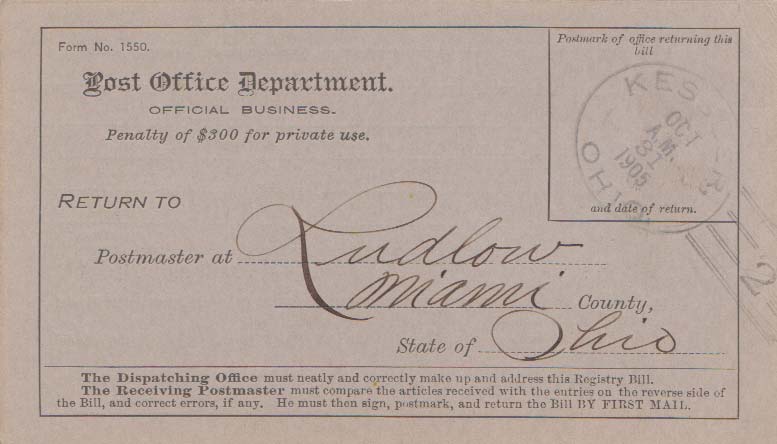 Form No. 1550.
Post Office Department.
OFFICIAL BUSINESS.
Penalty of $300 for private use.
Postmark of office returning this
bill
OCT
31
A.M.
1905
OHIO
and date of return.
RETURN TO
Postmaster at Ludlow
Miami County,
State of Ohio
2
The Dispatching Office must neatly and correctly make up and address this Registry Bill.
The Receiving Postmaster must compare the articles received with the entries on the reverse side of
the Bill, and correct errors, if any. He must then sign, postmark, and return the Bill BY FIRST MAIL.